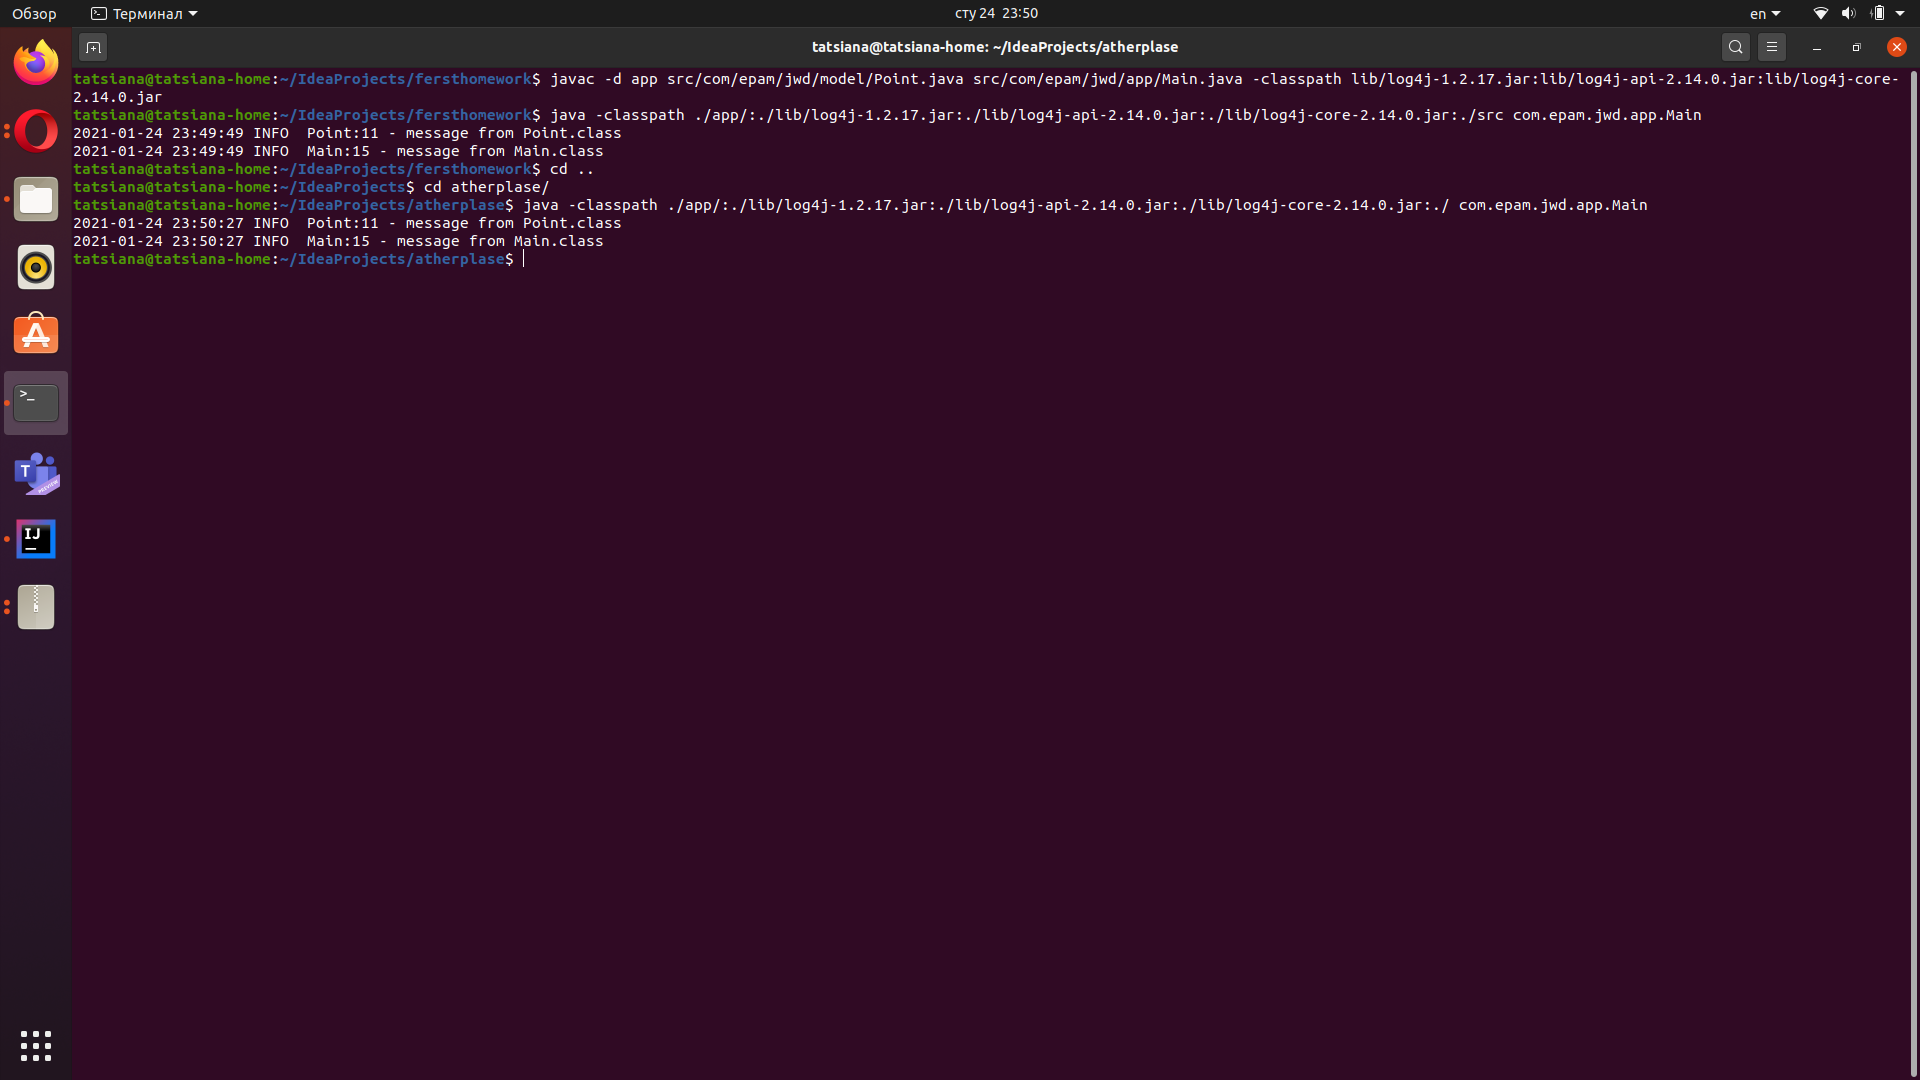 Обзор
Терминал
сту 24 23:50
en
tatsiana@tatsiana-home: ~/IdeaProjects/atherplase
tatsiana@tatsiana-home:~/IdeaProjects/fersthomework$ javac -d app src/com/epam/jwd/model/Point.java src/com/epam/jwd/app/Main.java -classpath lib/log4j-1.2.17.jar:lib/log4j-api-2.14.0.jar:lib/log4j-core-
2.14.0.jar
tatsiana@tatsiana-home:~/IdeaProjects/fersthomework$ java -classpath ./app/:./lib/log4j-1.2.17.jar:./lib/log4j-api-2.14.0.jar:./lib/log4j-core-2.14.0.jar:./src com.epam.jwd.app.Main
2021-01-24 23:49:49 INFO  Point:11 - message from Point.class
2021-01-24 23:49:49 INFO  Main:15 - message from Main.class
tatsiana@tatsiana-home:~/IdeaProjects/fersthomework$ cd ..
tatsiana@tatsiana-home:~/IdeaProjects$ cd atherplase/
tatsiana@tatsiana-home:~/IdeaProjects/atherplase$ java -classpath ./app/:./lib/log4j-1.2.17.jar:./lib/log4j-api-2.14.0.jar:./lib/log4j-core-2.14.0.jar:./ com.epam.jwd.app.Main
2021-01-24 23:50:27 INFO  Point:11 - message from Point.class
2021-01-24 23:50:27 INFO  Main:15 - message from Main.class
tatsiana@tatsiana-home:~/IdeaProjects/atherplase$
>_
T
PREVIEW
IJ